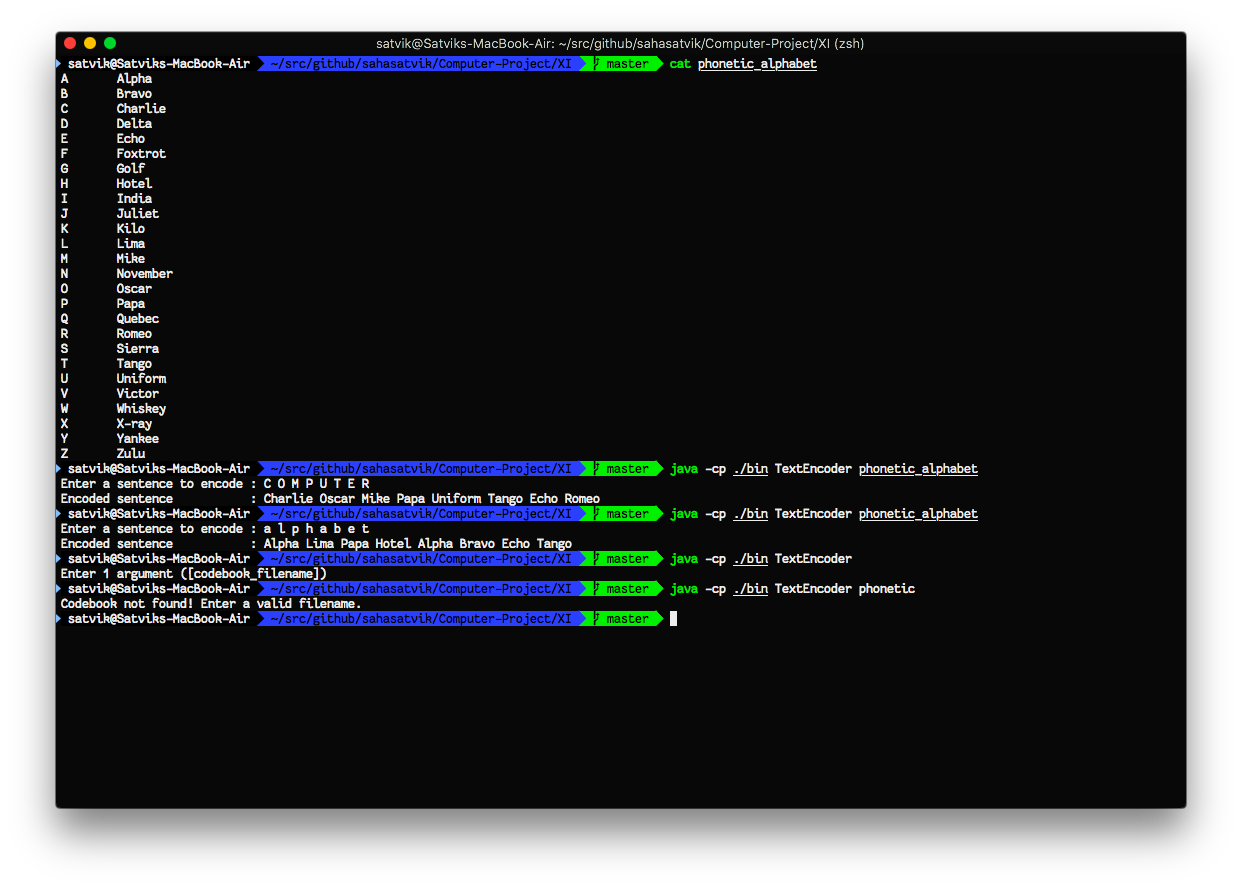 satvik@Satviks-MacBook-Air: ~/src/github/sahasatvik/Computer-Project/XI (zsh)
satvik@Satviks-MacBook-Air ~/src/github/sahasatvik/Computer-Project/XI master cat phonetic_alphabet
A Alpha
B Bravo
C Charlie
D Delta
E Echo
F Foxtrot
G Golf
H Hotel
I India
J Juliet
K Kilo
L Lima
M Mike
N November
O Oscar
P Papa
Q Quebec
R Romeo
S Sierra
T Tango
U Uniform
V Victor
W Whiskey
X X-ray
Y Yankee
Z Zulu
satvik@Satviks-MacBook-Air ~/src/github/sahasatvik/Computer-Project/XI master java -cp ./bin TextEncoder phonetic_alphabet
Enter a sentence to encode : C O M P U T E R
Encoded sentence : Charlie Oscar Mike Papa Uniform Tango Echo Romeo
satvik@Satviks-MacBook-Air ~/src/github/sahasatvik/Computer-Project/XI master java -cp ./bin TextEncoder phonetic_alphabet
Enter a sentence to encode : a l p h a b e t
Encoded sentence : Alpha Lima Papa Hotel Alpha Bravo Echo Tango
satvik@Satviks-MacBook-Air ~/src/github/sahasatvik/Computer-Project/XI master java -cp ./bin TextEncoder
Enter 1 argument ([codebook_filename])
satvik@Satviks-MacBook-Air ~/src/github/sahasatvik/Computer-Project/XI master java -cp ./bin TextEncoder phonetic
Codebook not found! Enter a valid filename.
satvik@Satviks-MacBook-Air ~/src/github/sahasatvik/Computer-Project/XI master